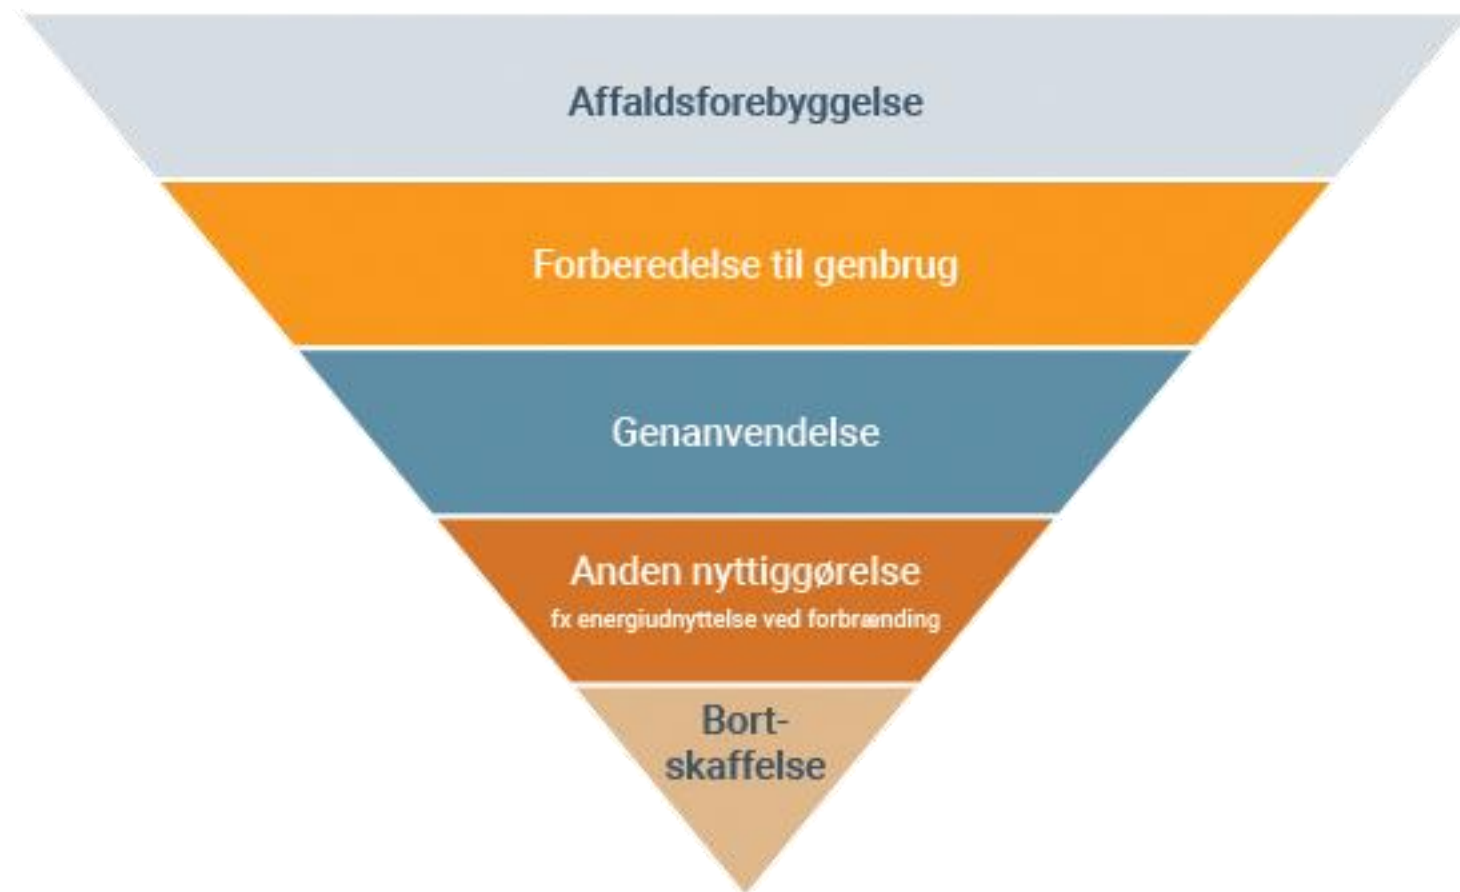 Affaldsforebyggelse
Forberedelse til genbrug
Genanvendelse
Anden nyttiggørelse
fx energiudnyttelse ved forbrænding
Bort-
skaffelse